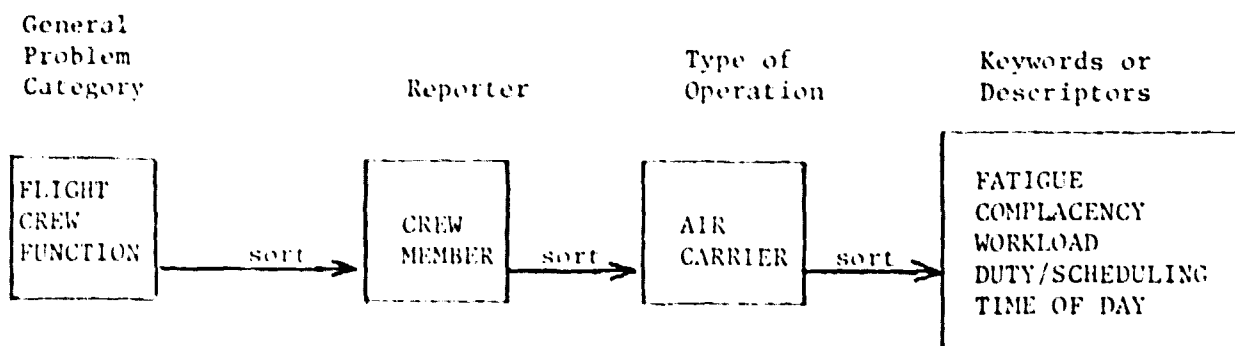 General
Problem
Category
Reporter
Type of
Operation
Keywords or
Descriptors
FLIGHT
CREW
FUNCTION
sort
CREW
MEMBER
sort
AIR
CARRIER
sort
FATIGUE
COMPLACENCY
WORKLOAD
DUTY/SCHEDULING
TIME OF DAY